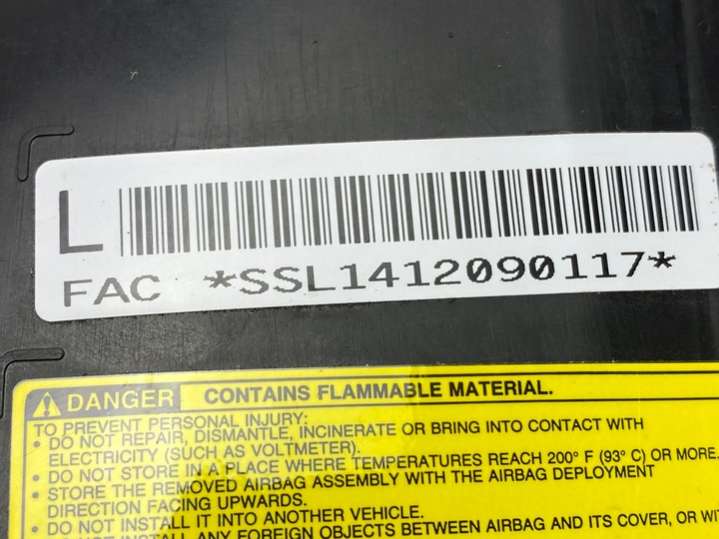 L
FAC *SSL1412090117*
DANGER CONTAINS FLAMMABLE MATERIAL.
TO PREVENT PERSONAL INJURY:
• DO NOT REPAIR, DISMANTLE, INCINERATE OR BRING INTO CONTACT WITH
ELECTRICITY (SUCH AS VOLTMETER).
• DO NOT STORE IN A PLACE WHERE TEMPERATURES REACH 200° F (93° C) OR MORE.
• STORE THE REMOVED AIRBAG ASSEMBLY WITH THE AIRBAG DEPLOYMENT
DIRECTION FACING UPWARDS.
• DO NOT INSTALL IT INTO ANOTHER VEHICLE.
• DO NOT INSTALL ANY FOREIGN OBJECTS BETWEEN AIRBAG AND ITS COVER, OR